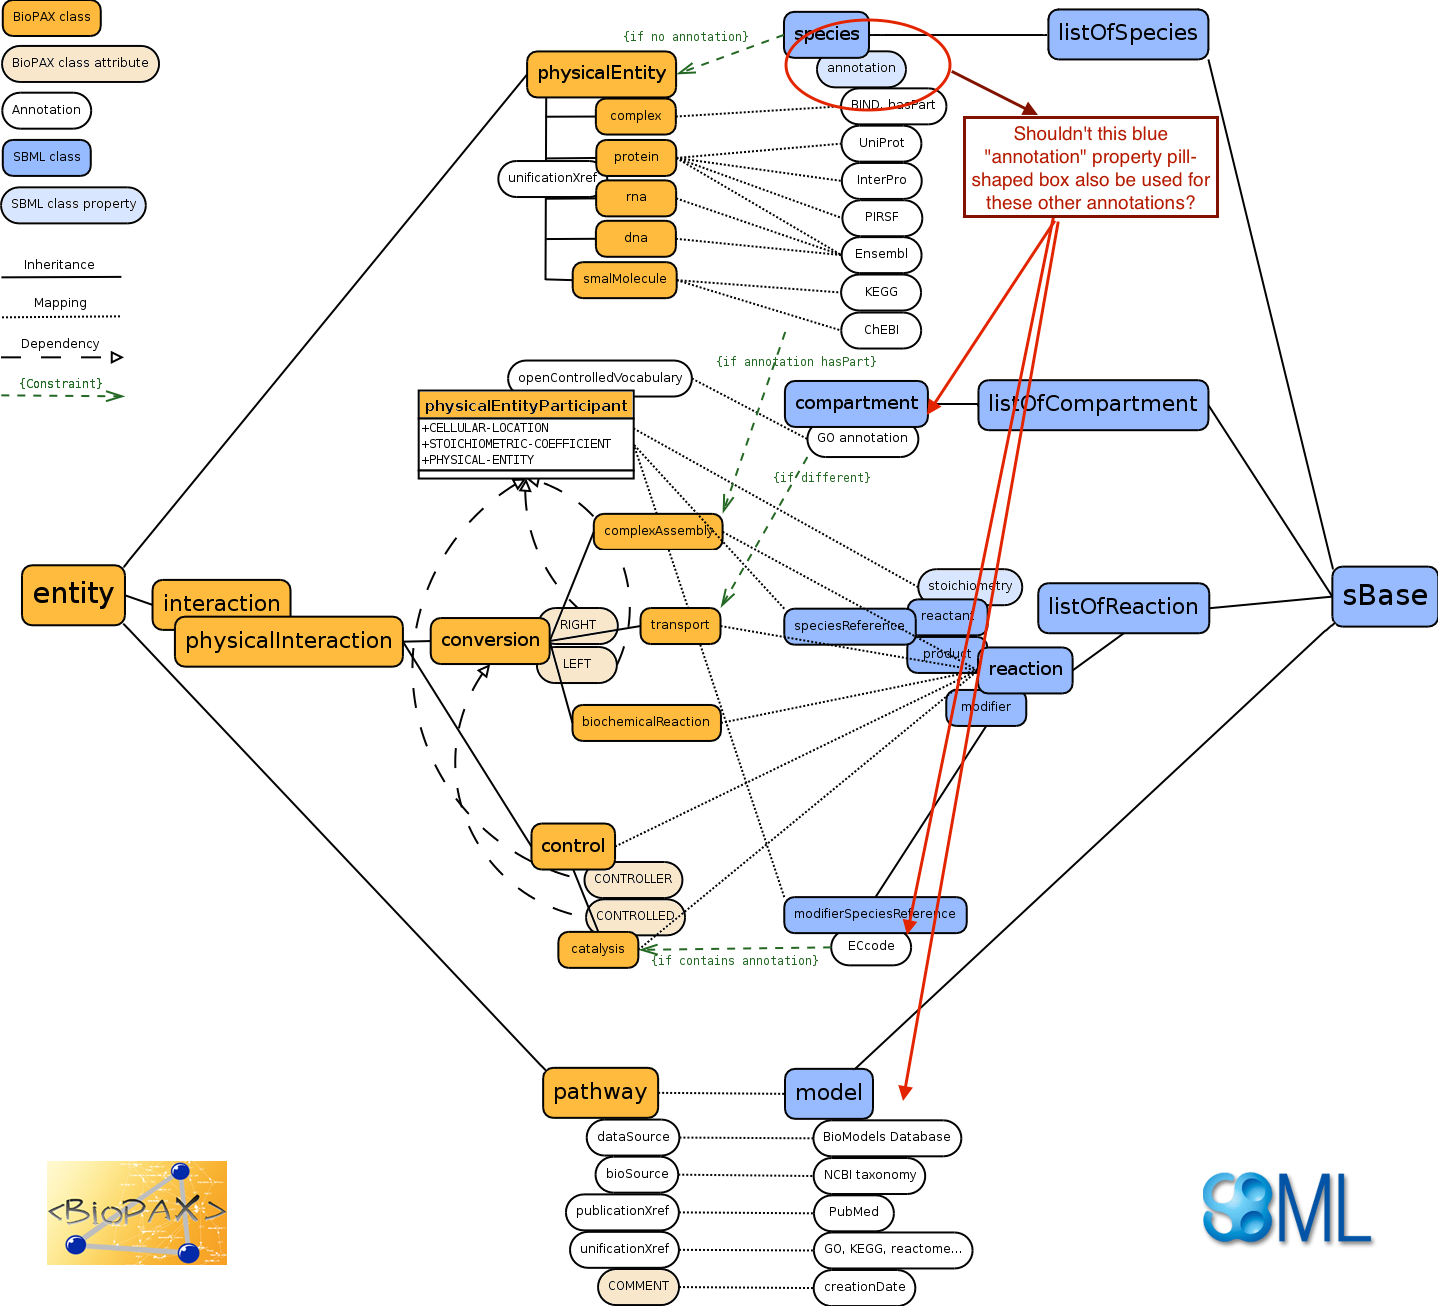 BioPAX class
BioPAX class attribute
Annotation
SBML class
SBML class property
Inheritance
Mapping
Dependency
{Constraint}
{if no annotation}
species
listOfSpecies
annotation
physicalEntity
BIND, hasPart
complex
Shouldn't this blue
"annotation" property pill-
shaped box also be used for
these other annotations?
UniProt
protein
unificationXref
InterPro
rna
PIRSF
dna
Ensembl
smalMolecule
KEGG
ChEBI
{if annotation hasPart}
openControlledVocabulary
physicalEntityParticipant
+CELLULAR-LOCATION
+STOICHIOMETRIC-COEFFICIENT
+PHYSICAL-ENTITY
compartment
listOfCompartment
GO annotation
{if different}
complexAssembly
entity
interaction
physicalInteraction
conversion
RIGHT
LEFT
transport
biochemicalReaction
stoichiometry
speciesReference
reactant
product
reaction
modifier
listOfReaction
sBase
control
CONTROLLER
CONTROLLED
catalysis
modifierSpeciesReference
ECcode
{if contains annotation}
pathway
model
dataSource
BioModels Database
bioSource
NCBI taxonomy
publicationXref
PubMed
unificationXref
GO, KEGG, reactome...
COMMENT
creationDate
<BioPAX>
SBML